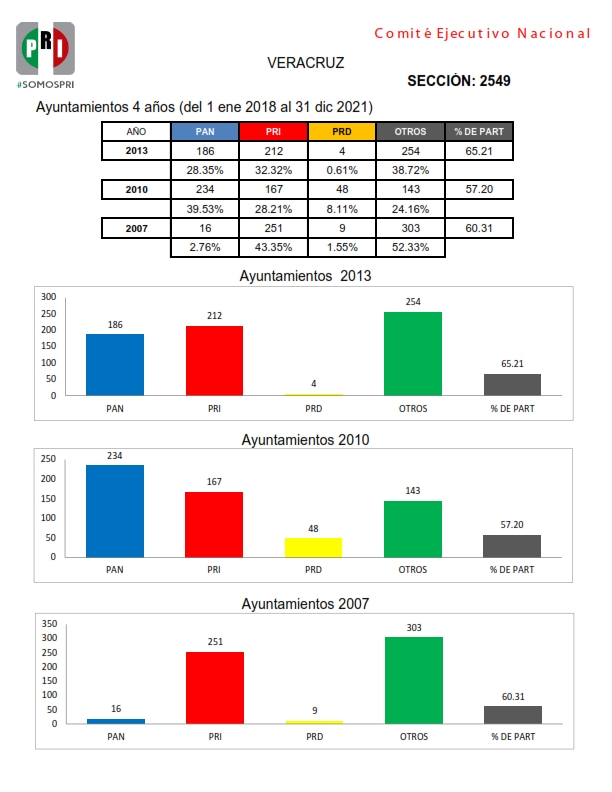 Comité Ejecutivo Nacional
PRI
#SOMOSPRI
VERACRUZ
SECCIÓN: 2549
Ayuntamientos 4 años (del 1 ene 2018 al 31 dic 2021)
AÑO PAN PRI PRD OTROS % DE PART
2013 186 212 4 254 65.21
28.35% 32.32% 0.61% 38.72%
2010 234 167 48 143 57.20
39.53% 28.21% 8.11% 24.16%
2007 16 251 9 303 60.31
2.76% 43.35% 1.55% 52.33%
Ayuntamientos 2013
300
250
200
150
100
50
0
186
212
4
254
65.21
PAN PRI PRD OTROS % DE PART
Ayuntamientos 2010
250
200
150
100
50
0
234
167
48
143
57.20
PAN PRI PRD OTROS % DE PART
Ayuntamientos 2007
350
300
250
200
150
100
50
0
16
251
9
303
60.31
PAN PRI PRD OTROS % DE PART